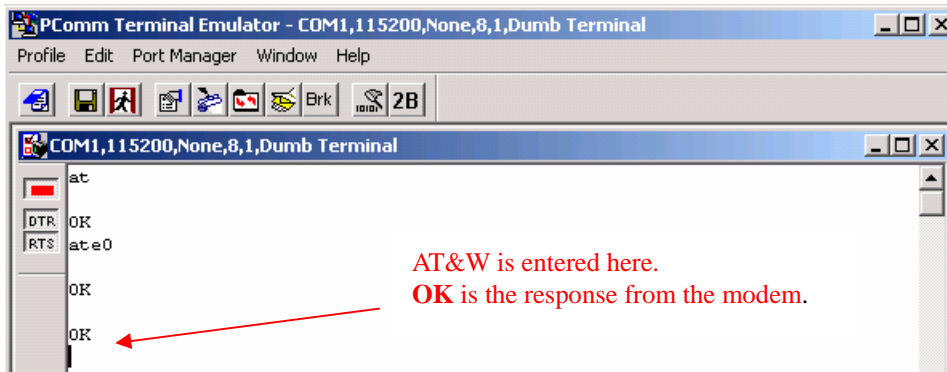 PComm Terminal Emulator - COM1,115200,None,8,1,Dumb Terminal
Profile Edit Port Manager Window Help
Brk 2B
COM1,115200,None,8,1,Dumb Terminal
at
DTR OK
RTS ate0
AT&W is entered here.
OK
OK is the response from the modem.
OK